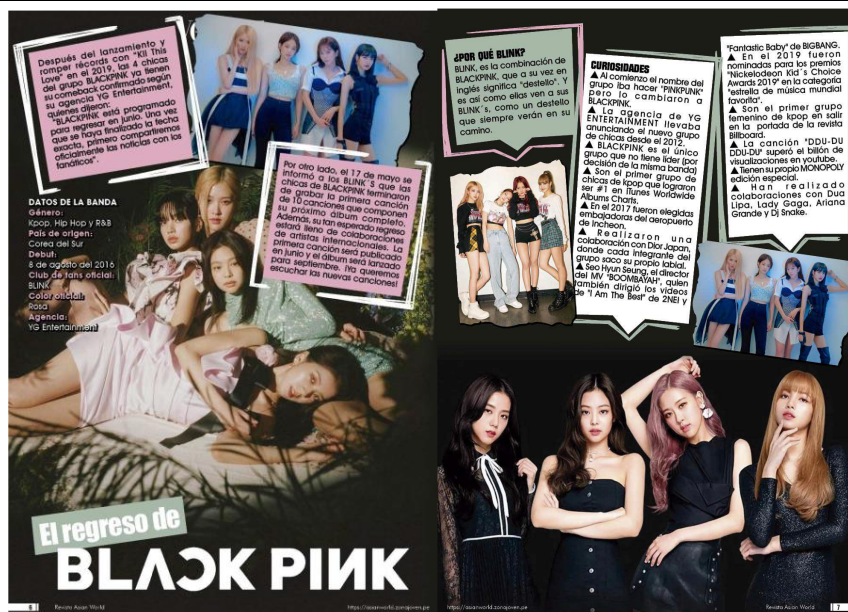 Después del lanzamiento y
romper récords con "Kil This
Love" en el 2019, las 4 chicas
del grupo BLACKPINK ya tienen
su comeback confirmado según
su agencia YG Entertainment,
quienes dijeron:
"BLACKPINK está programado
para regresar en junio. Una vez
que se haya finalizado la fecha
exacta, primero compartiremos
oficialmente las noticias con los
fanáticos".
Por otro lado, el 17 de mayo se
informó a los BLINK´S que las
chicas de BLACKPINK terminaron
de grabar la primera canción
de 10 canciones que componen
su próximo álbum completo.
Además, su tan esperado regreso
estará lleno de colaboraciones
de artistas internacionales. La
primera canción será publicada
en junio y el álbum será lanzado
para septiembre. ¡Ya queremos
escuchar las nuevas canciones!
DATOS DE LA BANDA
Género:
Kpop, Hip Hop y R&B
País de origen:
Corea del Sur
Debut:
8 de agosto del 2016
Club de fans oficial:
BLINK
Color oficial:
Rosa
Agencia:
YG Entertainment
El regreso de
BLACK PINK
6
Revista Asian World
https://asianworld.zonajoven.pe
¿POR QUÉ BLINK?
BLINK, es la combinación de
BLACKPINK, que a su vez en
inglés significa "destello". Y
es así como ellas ven a sus
BLINK´s, como un destello
que siempre verán en su
camino.
CURIOSIDADES
▲ Al comienzo el nombre del
grupo iba hacer "PINKPUNK"
pero lo cambiaron a
BLACKPINK.
▲ La agencia de YG
ENTERTAINMENT llevaba
anunciando el nuevo grupo
de chicas desde el 2012.
▲ BLACKPINK es el único
grupo que no tiene líder (por
decisión de la misma banda)
▲ Son el primer grupo de
chicas de kpop que lograron
ser #1 en iTunes Worldwide
Albums Charts.
▲ En el 2017 fueron elegidas
embajadoras del aeropuerto
de Incheon.
▲ Realizaron una
colaboración con Dior Japan,
donde cada integrante del
grupo saco su propio labial.
▲ Seo Hyun Seung, el director
del MV "BOOMBAYAH", quien
también dirigió los videos
de "I Am The Best" de 2NE1 y
"Fantastic Baby" de BIGBANG.
▲ En el 2019 fueron
nominadas para los premios
"Nickelodeon Kid´s Choice
Awards 2019" en la categoría
"estrella de música mundial
favorita".
▲ Son el primer grupo
femenino de kpop en salir
en la portada de la revista
Billboard.
▲ La canción "DDU-DU
DDU-DU" superó el billón de
visualizaciones en youtube.
▲ Tienen su propio MONOPOLY
edición especial.
▲ Han realizado
colaboraciones con Dua
Lipa, Lady Gaga, Ariana
Grande y Dj Snake.
https://asianworld.zonajoven.pe
Revista Asian World
7